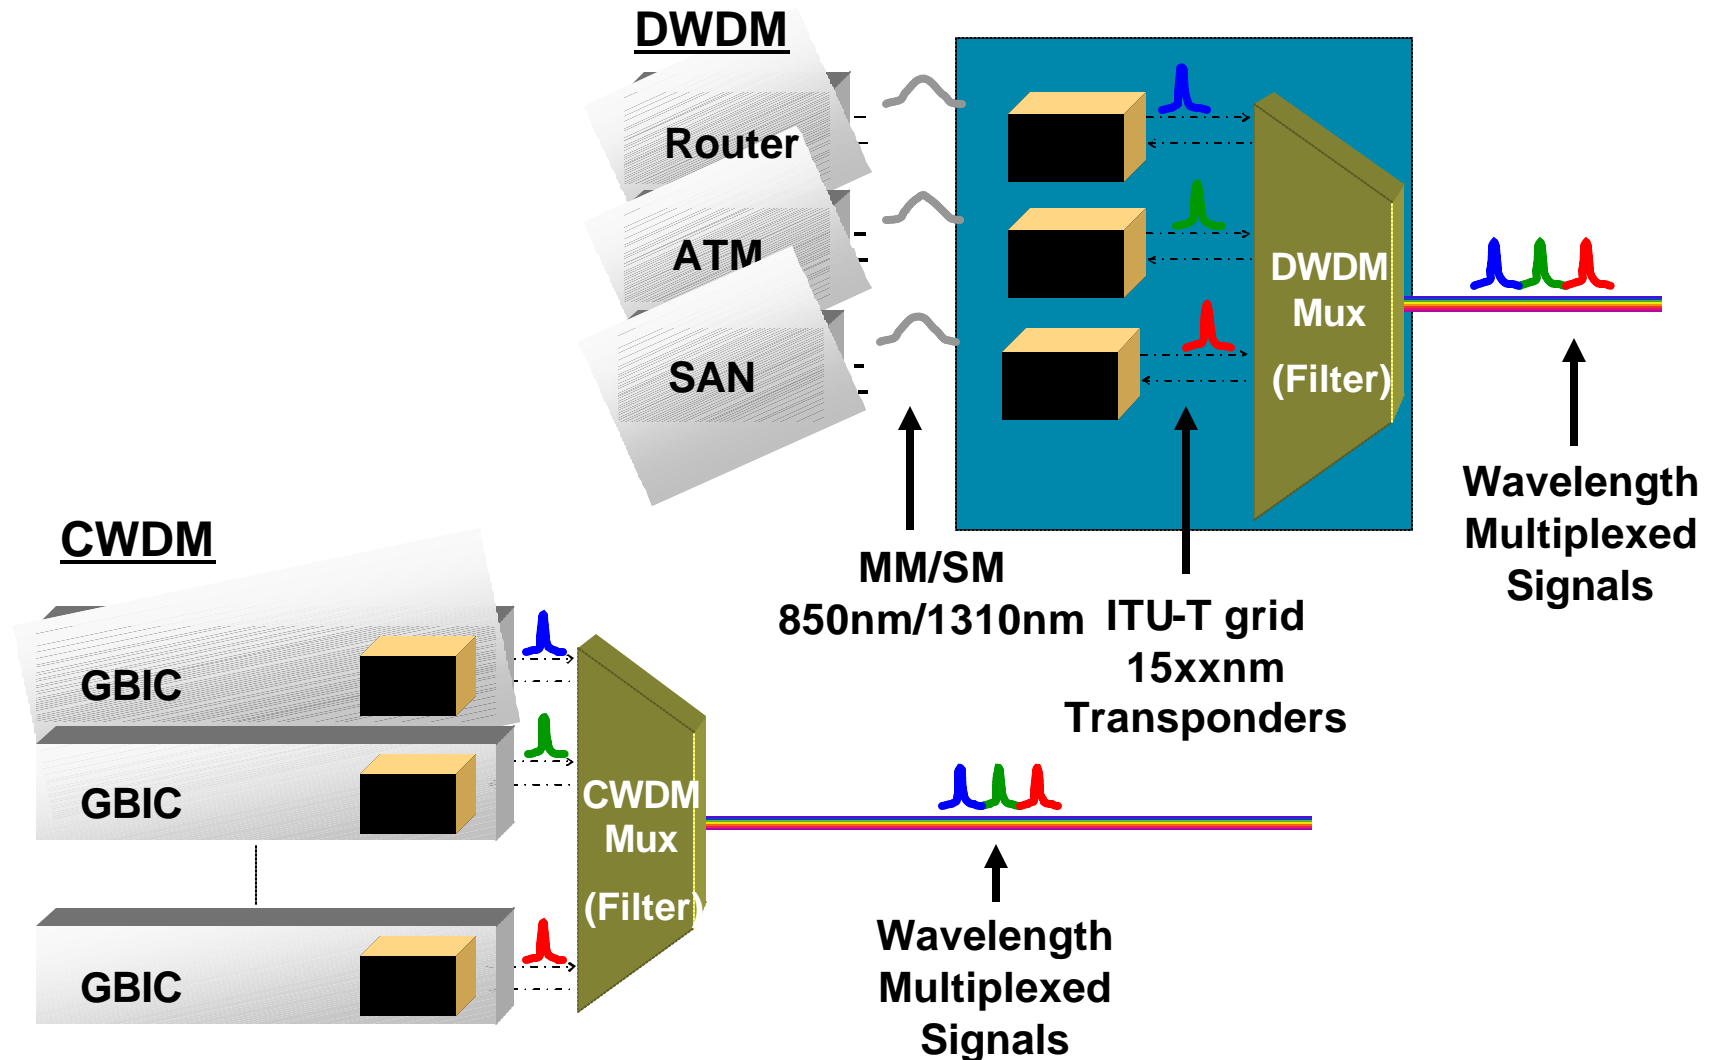 DWDM
Router
ATM
SAN
DWDM
Mux
(Filter)
Wavelength
Multiplexed
Signals
MM/SM
850nm/1310nm
ITU-T grid
15xxnm
Transponders
CWDM
GBIC
GBIC
GBIC
CWDM
Mux
(Filter)
Wavelength
Multiplexed
Signals